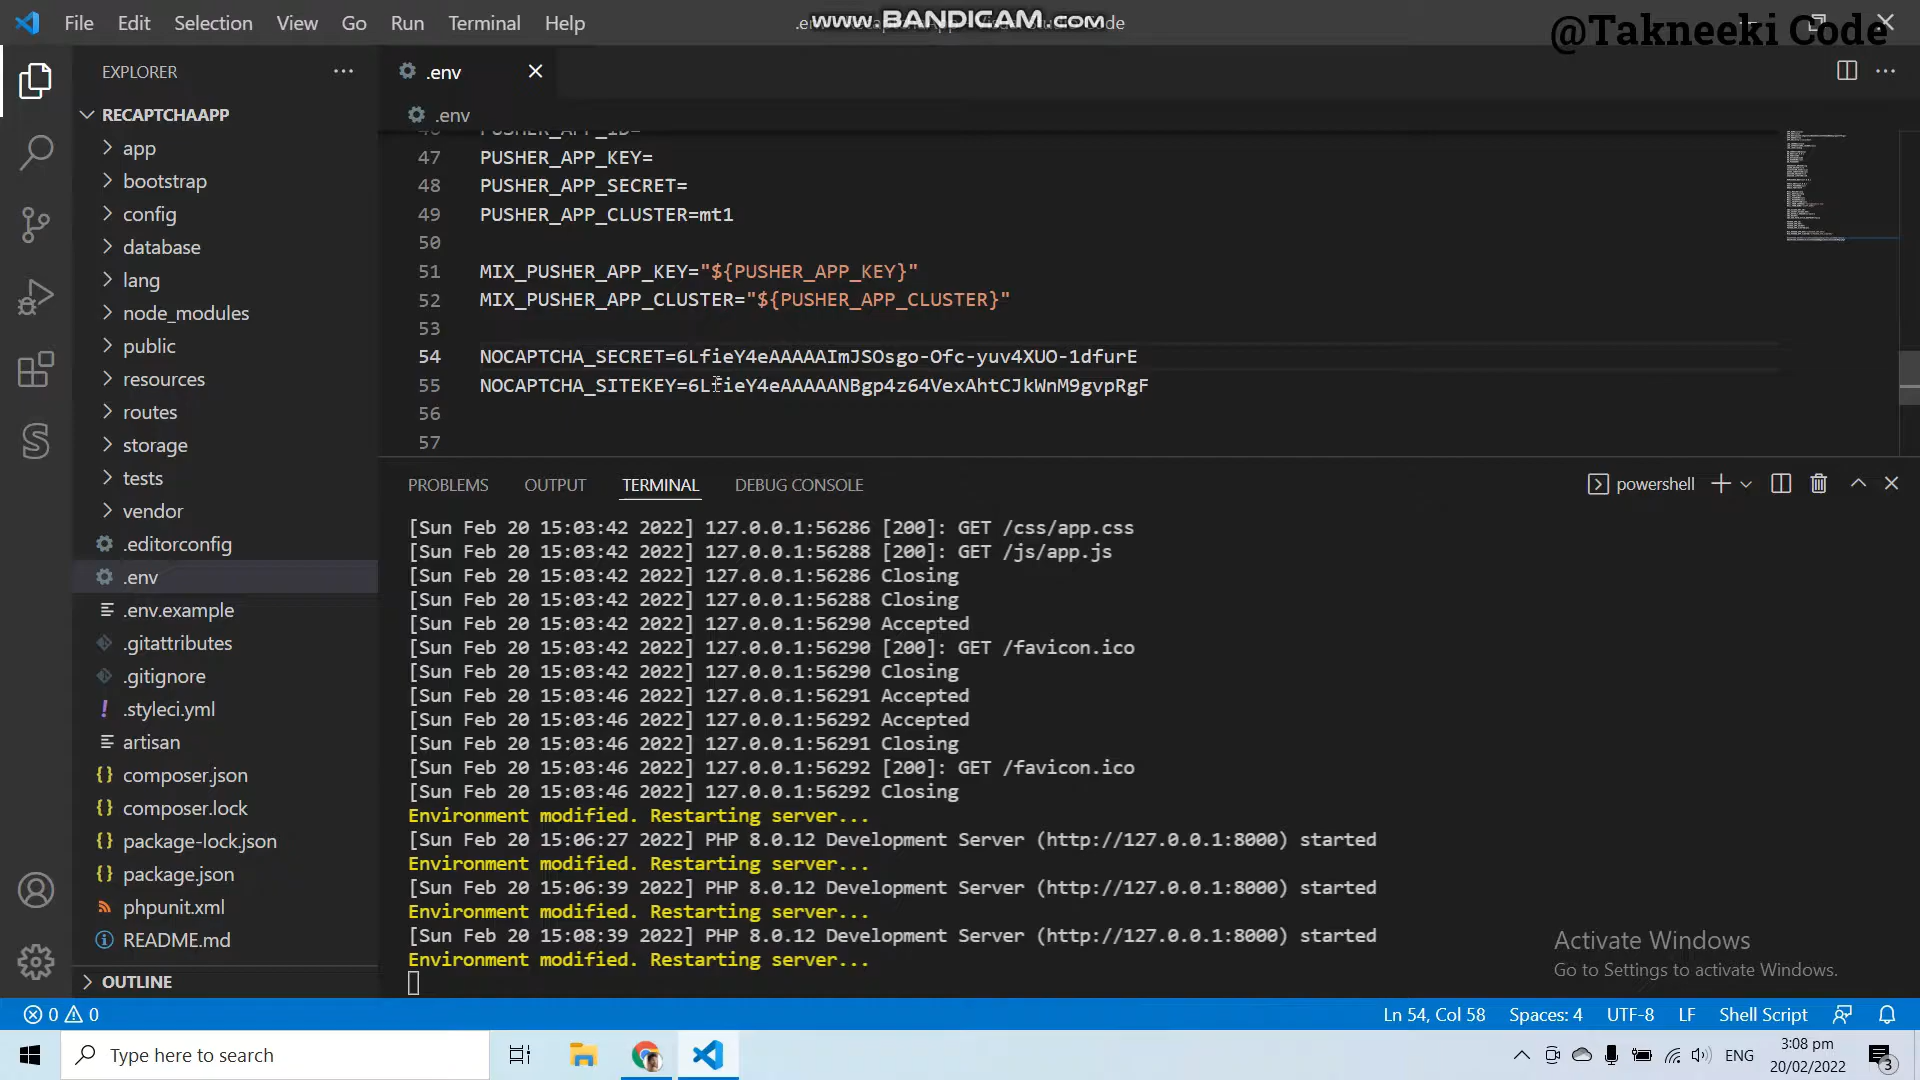 File Edit Selection View Go Run Terminal Help
www.BANDICAM.com
@Takneeki Code
EXPLORER
.env
RECAPTCHAAPP
.env
app
bootstrap
config
database
lang
node_modules
public
resources
routes
storage
tests
vendor
.editorconfig
.env
.env.example
.gitattributes
.gitignore
.styleci.yml
artisan
composer.json
composer.lock
package-lock.json
package.json
phpunit.xml
README.md
OUTLINE
46 PUSHER_APP_ID=
47 PUSHER_APP_KEY=
48 PUSHER_APP_SECRET=
49 PUSHER_APP_CLUSTER=mt1
50
51 MIX_PUSHER_APP_KEY="${PUSHER_APP_KEY}"
52 MIX_PUSHER_APP_CLUSTER="${PUSHER_APP_CLUSTER}"
53
54 NOCAPTCHA_SECRET=6LfieY4eAAAAAImJSOsgo-Ofc-yuv4XUO-1dfurE
55 NOCAPTCHA_SITEKEY=6LfieY4eAAAAANBgp4z64VexAhtCJkWnM9gvpRgF
56
57
PROBLEMS OUTPUT TERMINAL DEBUG CONSOLE
powershell
[Sun Feb 20 15:03:42 2022] 127.0.0.1:56286 [200]: GET /css/app.css
[Sun Feb 20 15:03:42 2022] 127.0.0.1:56288 [200]: GET /js/app.js
[Sun Feb 20 15:03:42 2022] 127.0.0.1:56286 Closing
[Sun Feb 20 15:03:42 2022] 127.0.0.1:56288 Closing
[Sun Feb 20 15:03:42 2022] 127.0.0.1:56290 Accepted
[Sun Feb 20 15:03:42 2022] 127.0.0.1:56290 [200]: GET /favicon.ico
[Sun Feb 20 15:03:42 2022] 127.0.0.1:56290 Closing
[Sun Feb 20 15:03:46 2022] 127.0.0.1:56291 Accepted
[Sun Feb 20 15:03:46 2022] 127.0.0.1:56292 Accepted
[Sun Feb 20 15:03:46 2022] 127.0.0.1:56291 Closing
[Sun Feb 20 15:03:46 2022] 127.0.0.1:56292 [200]: GET /favicon.ico
[Sun Feb 20 15:03:46 2022] 127.0.0.1:56292 Closing
Environment modified. Restarting server...
[Sun Feb 20 15:06:27 2022] PHP 8.0.12 Development Server (http://127.0.0.1:8000) started
Environment modified. Restarting server...
[Sun Feb 20 15:06:39 2022] PHP 8.0.12 Development Server (http://127.0.0.1:8000) started
Environment modified. Restarting server...
[Sun Feb 20 15:08:39 2022] PHP 8.0.12 Development Server (http://127.0.0.1:8000) started
Environment modified. Restarting server...
Activate Windows
Go to Settings to activate Windows.
0 0
Ln 54, Col 58 Spaces: 4 UTF-8 LF Shell Script
Type here to search
ENG
3:08 pm
20/02/2022
3